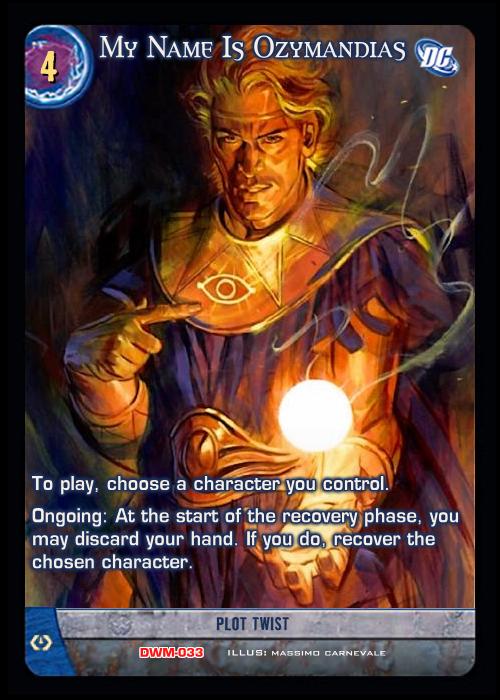 4
My Name Is Ozymandias
DC
To play, choose a character you control.
Ongoing: At the start of the recovery phase, you
may discard your hand. If you do, recover the
chosen character.
PLOT TWIST
DWM-033 ILLUS: MASSIMO CARNEVALE